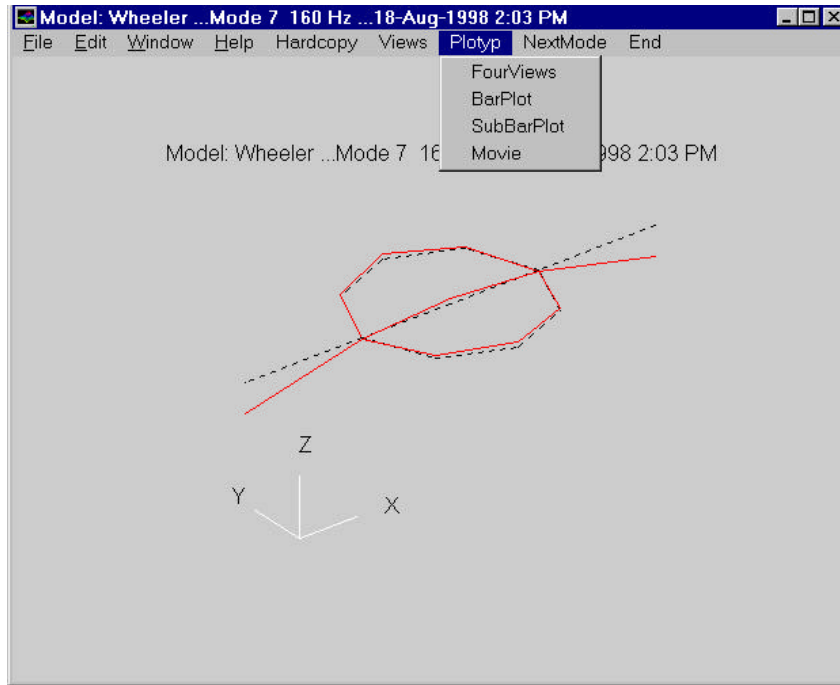 Model: Wheeler ...Mode 7 160 Hz ...18-Aug-1998 2:03 PM
File Edit Window Help Hardcopy Views Plotyp NextMode End
FourViews
BarPlot
SubBarPlot
Movie
Model: Wheeler ...Mode 7 16 998 2:03 PM
Z
Y
X